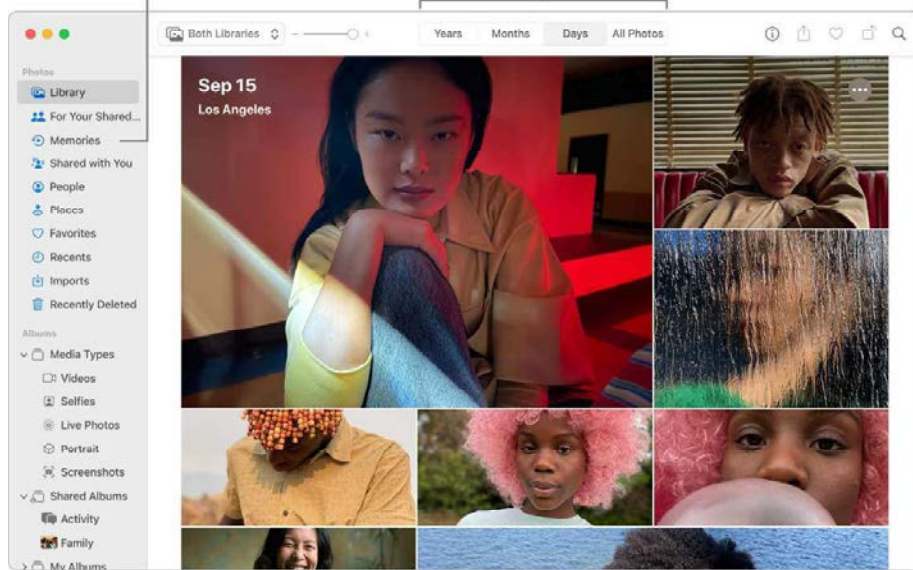 Both Libraries
Years
Months
Days
All Photos
Photos
Library
For Your Shared...
Memories
Shared with You
People
Places
Favorites
Recents
Imports
Recently Deleted
Albums
Media Types
Videos
Selfies
Live Photos
Portrait
Screenshots
Shared Albums
Activity
Family
My Albums
Sep 15
Los Angeles